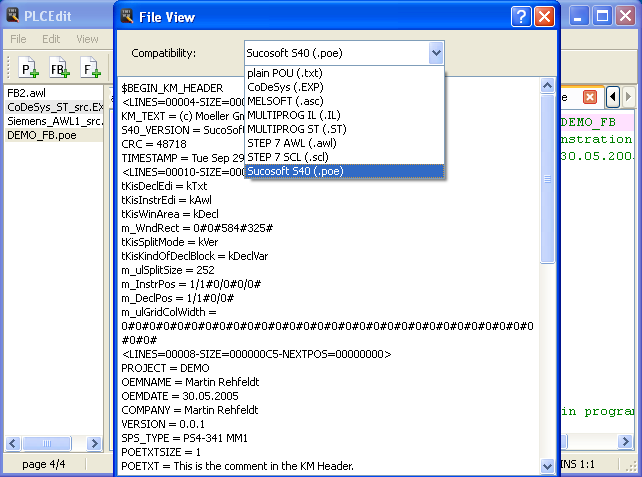 PLCEdit
File View
File Edit View
Compatibility:
Sucosoft S40 (.poe)
P+ FB+ F+
plain POU (.txt)
CoDeSys (.EXP)
MELSOFT (.asc)
MULTIPROG IL (.IL)
MULTIPROG ST (.ST)
STEP 7 AWL (.awl)
STEP 7 SCL (.scl)
Sucosoft S40 (.poe)
FB2.awl
CoDeSys_ST_src.EX
Siemens_AWL1_src.
DEMO_FB.poe
$BEGIN_KM_HEADER
<LINES=00004-SIZE=000
KM_TEXT = (c) Moeller Gm
S40_VERSION = SucoSof
CRC = 48718
TIMESTAMP = Tue Sep 29
<LINES=00010-SIZE=000
tKisDeclEdi = kTxt
tKisInstrEdi = kAwl
tKisWinArea = kDecl
m_WndRect = 0#0#584#325#
tKisSplitMode = kVer
tKisKindOfDeclBlock = kDeclVar
m_ulSplitSize = 252
m_InstrPos = 1/1#0/0#0/0#
m_DeclPos = 1/1#0/0#
m_ulGridColWidth =
0#0#0#0#0#0#0#0#0#0#0#0#0#0#0#0#0#0#0#0#0#0#0#0#0#0#0#0#0#0
#0#0#
<LINES=00008-SIZE=000000C5-NEXTPOS=00000000>
PROJECT = DEMO
OEMNAME = Martin Rehfeldt
OEMDATE = 30.05.2005
COMPANY = Martin Rehfeldt
VERSION = 0.0.1
SPS_TYPE = PS4-341 MM1
POETXTSIZE = 1
POETXT = This is the comment in the KM Header.
e
DEMO_FB
nstration
30.05.200
in progra
page 4/4
INS 1:1